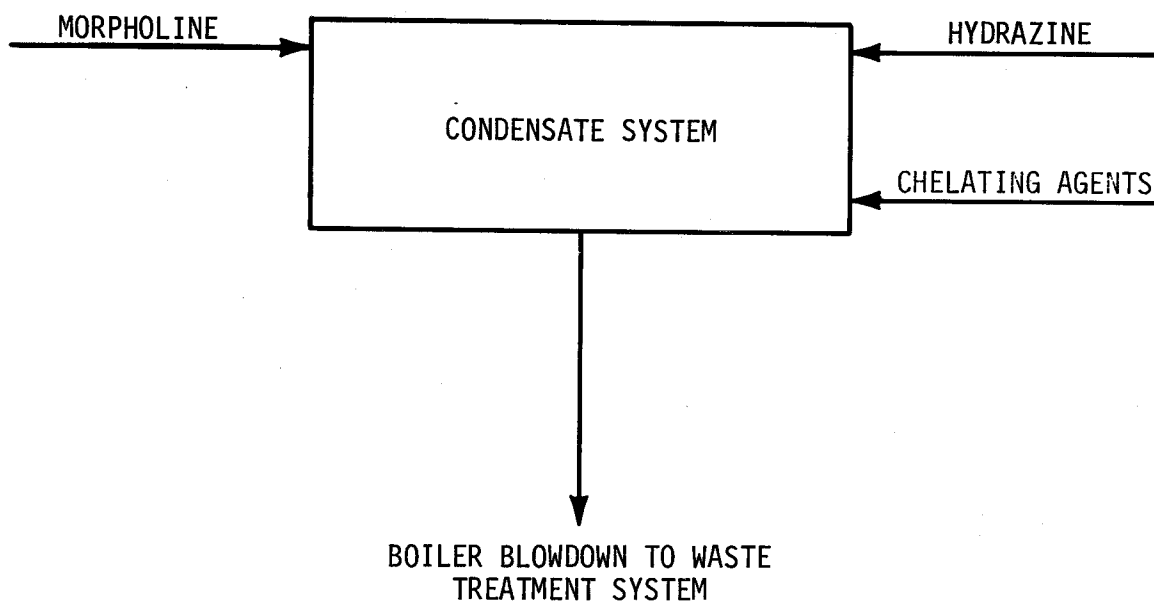 MORPHOLINE
HYDRAZINE
CONDENSATE SYSTEM
CHELATING AGENTS
BOILER BLOWDOWN TO WASTE
TREATMENT SYSTEM